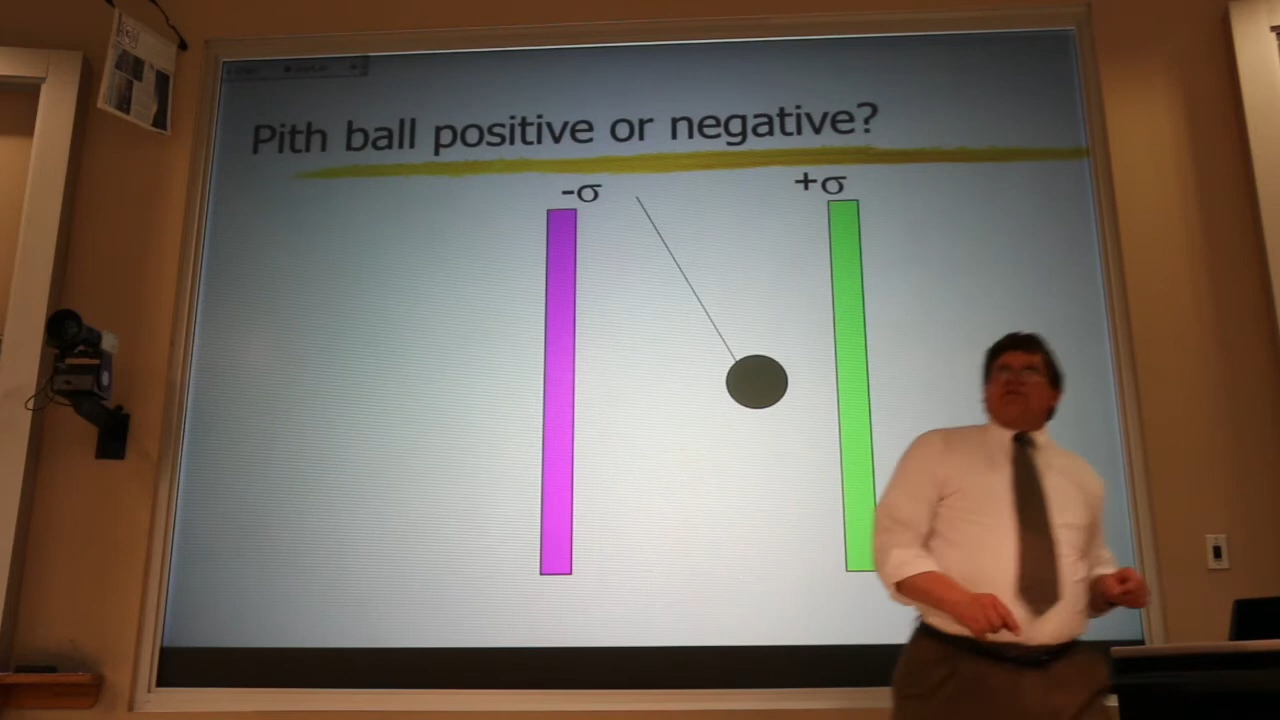 Pith ball positive or negative?
-σ
+σ